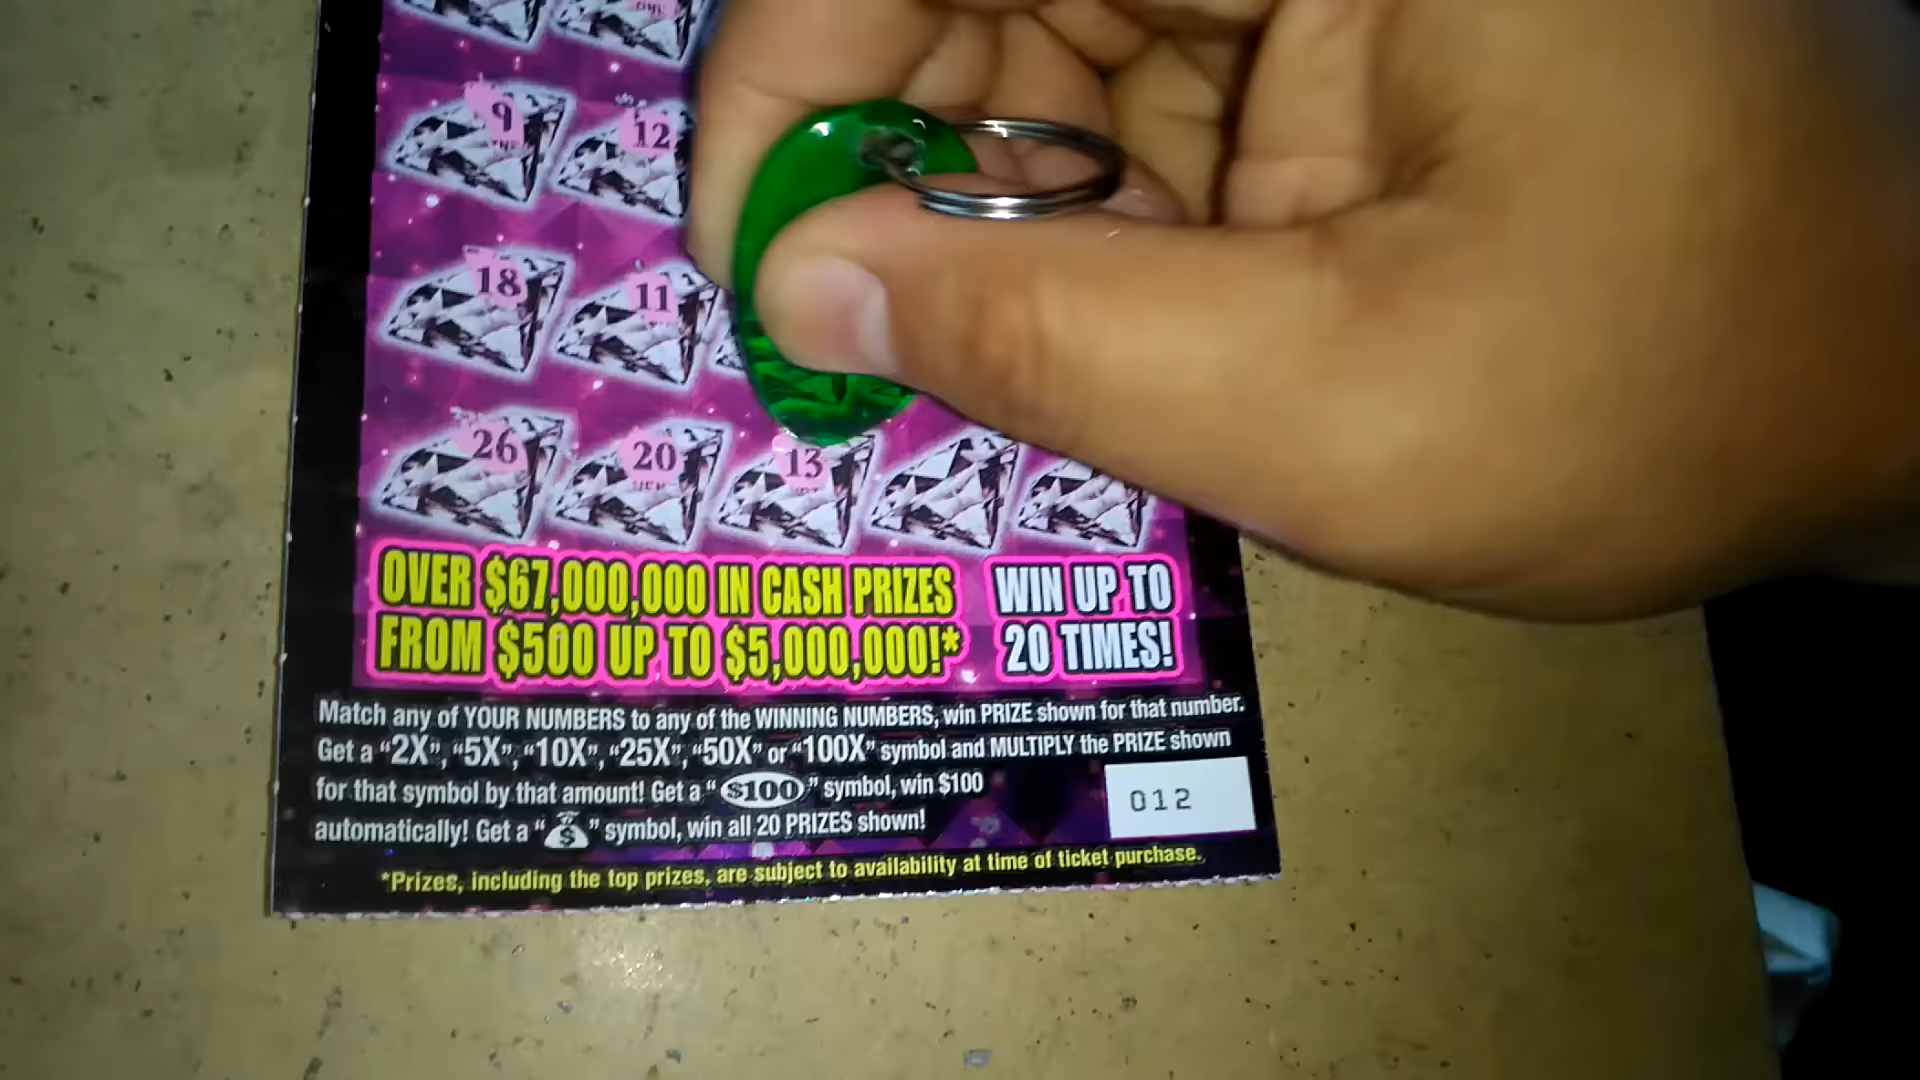 9
12
18
11
26
20
13
OVER $67,000,000 IN CASH PRIZES
FROM $500 UP TO $5,000,000!*
WIN UP TO
20 TIMES!
Match any of YOUR NUMBERS to any of the WINNING NUMBERS, win PRIZE shown for that number.
Get a "2X", "5X", "10X", "25X", "50X" or "100X" symbol and MULTIPLY the PRIZE shown
for that symbol by that amount! Get a "$100" symbol, win $100
automatically! Get a "$" symbol, win all 20 PRIZES shown!
012
*Prizes, including the top prizes, are subject to availability at time of ticket purchase.